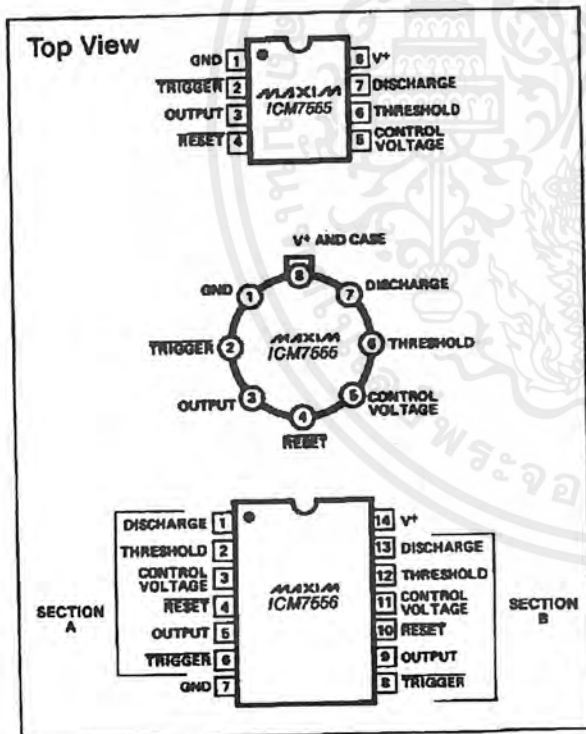 Top View
GND 1
TRIGGER 2
OUTPUT 3
RESET 4
MAXIM
ICM7555
8 V+
7 DISCHARGE
6 THRESHOLD
5 CONTROL
VOLTAGE
V+ AND CASE
8
GND 1
7 DISCHARGE
TRIGGER 2
MAXIM
ICM7555
6 THRESHOLD
OUTPUT 3
5 CONTROL
VOLTAGE
4
RESET
SECTION
A
DISCHARGE 1
THRESHOLD 2
CONTROL
VOLTAGE 3
RESET 4
OUTPUT 5
TRIGGER 6
GND 7
MAXIM
ICM7556
14 V+
13 DISCHARGE
12 THRESHOLD
11 CONTROL
VOLTAGE
10 RESET
9 OUTPUT
8 TRIGGER
SECTION
B